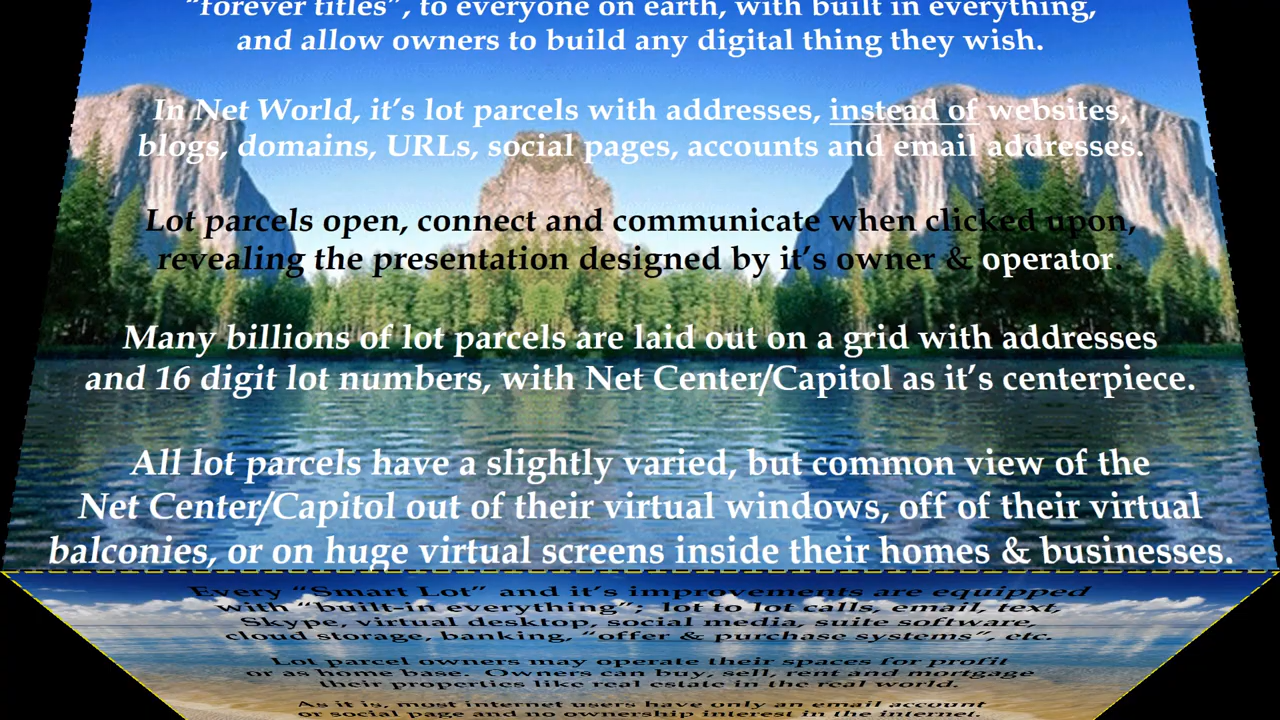 “forever titles”, to everyone on earth, with built in everything,
and allow owners to build any digital thing they wish.
In Net World, it’s lot parcels with addresses, instead of websites,
blogs, domains, URLs, social pages, accounts and email addresses.
Lot parcels open, connect and communicate when clicked upon,
revealing the presentation designed by it’s owner & operator.
Many billions of lot parcels are laid out on a grid with addresses
and 16 digit lot numbers, with Net Center/Capitol as it’s centerpiece.
All lot parcels have a slightly varied, but common view of the
Net Center/Capitol out of their virtual windows, off of their virtual
balconies, or on huge virtual screens inside their homes & businesses.
Every “Smart Lot” and it’s improvements are equipped
with “built-in everything”; lot to lot calls, email, text,
Skype, virtual desktop, social media, suite software,
cloud storage, banking, “offer & purchase systems”, etc.
Lot parcel owners may operate their spaces for profit
or as home base. Owners can buy, sell, rent and mortgage
their properties like real estate in the real world.
As it is, most internet users have only an email account
or social page and no ownership interest in the internet.